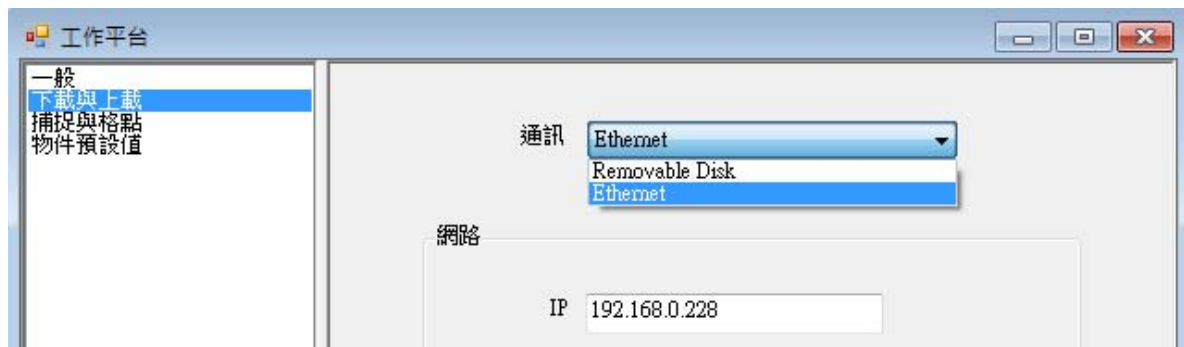 工作平台
一般
下載與上載
捕捉與格點
物件預設值
通訊 Ethernet
Removable Disk
Ethernet
網路
IP 192.168.0.228